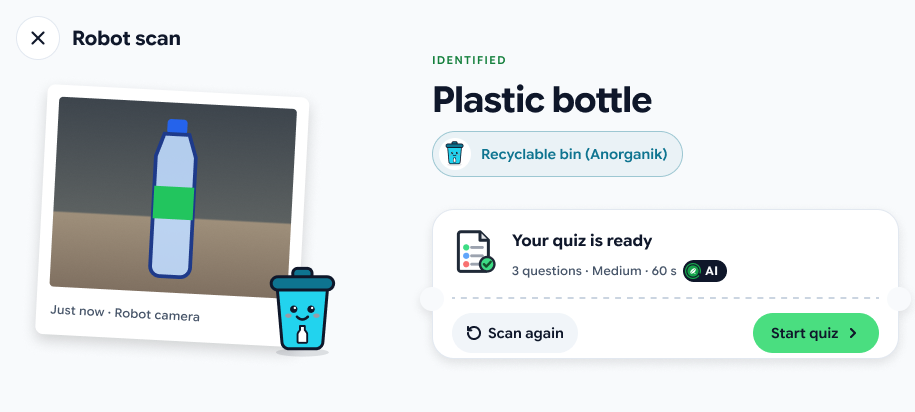 Robot scan
Just now · Robot camera
IDENTIFIED
Plastic bottle
Recyclable bin (Anorganik)
Your quiz is ready
3 questions · Medium · 60 s AI
Scan again
Start quiz